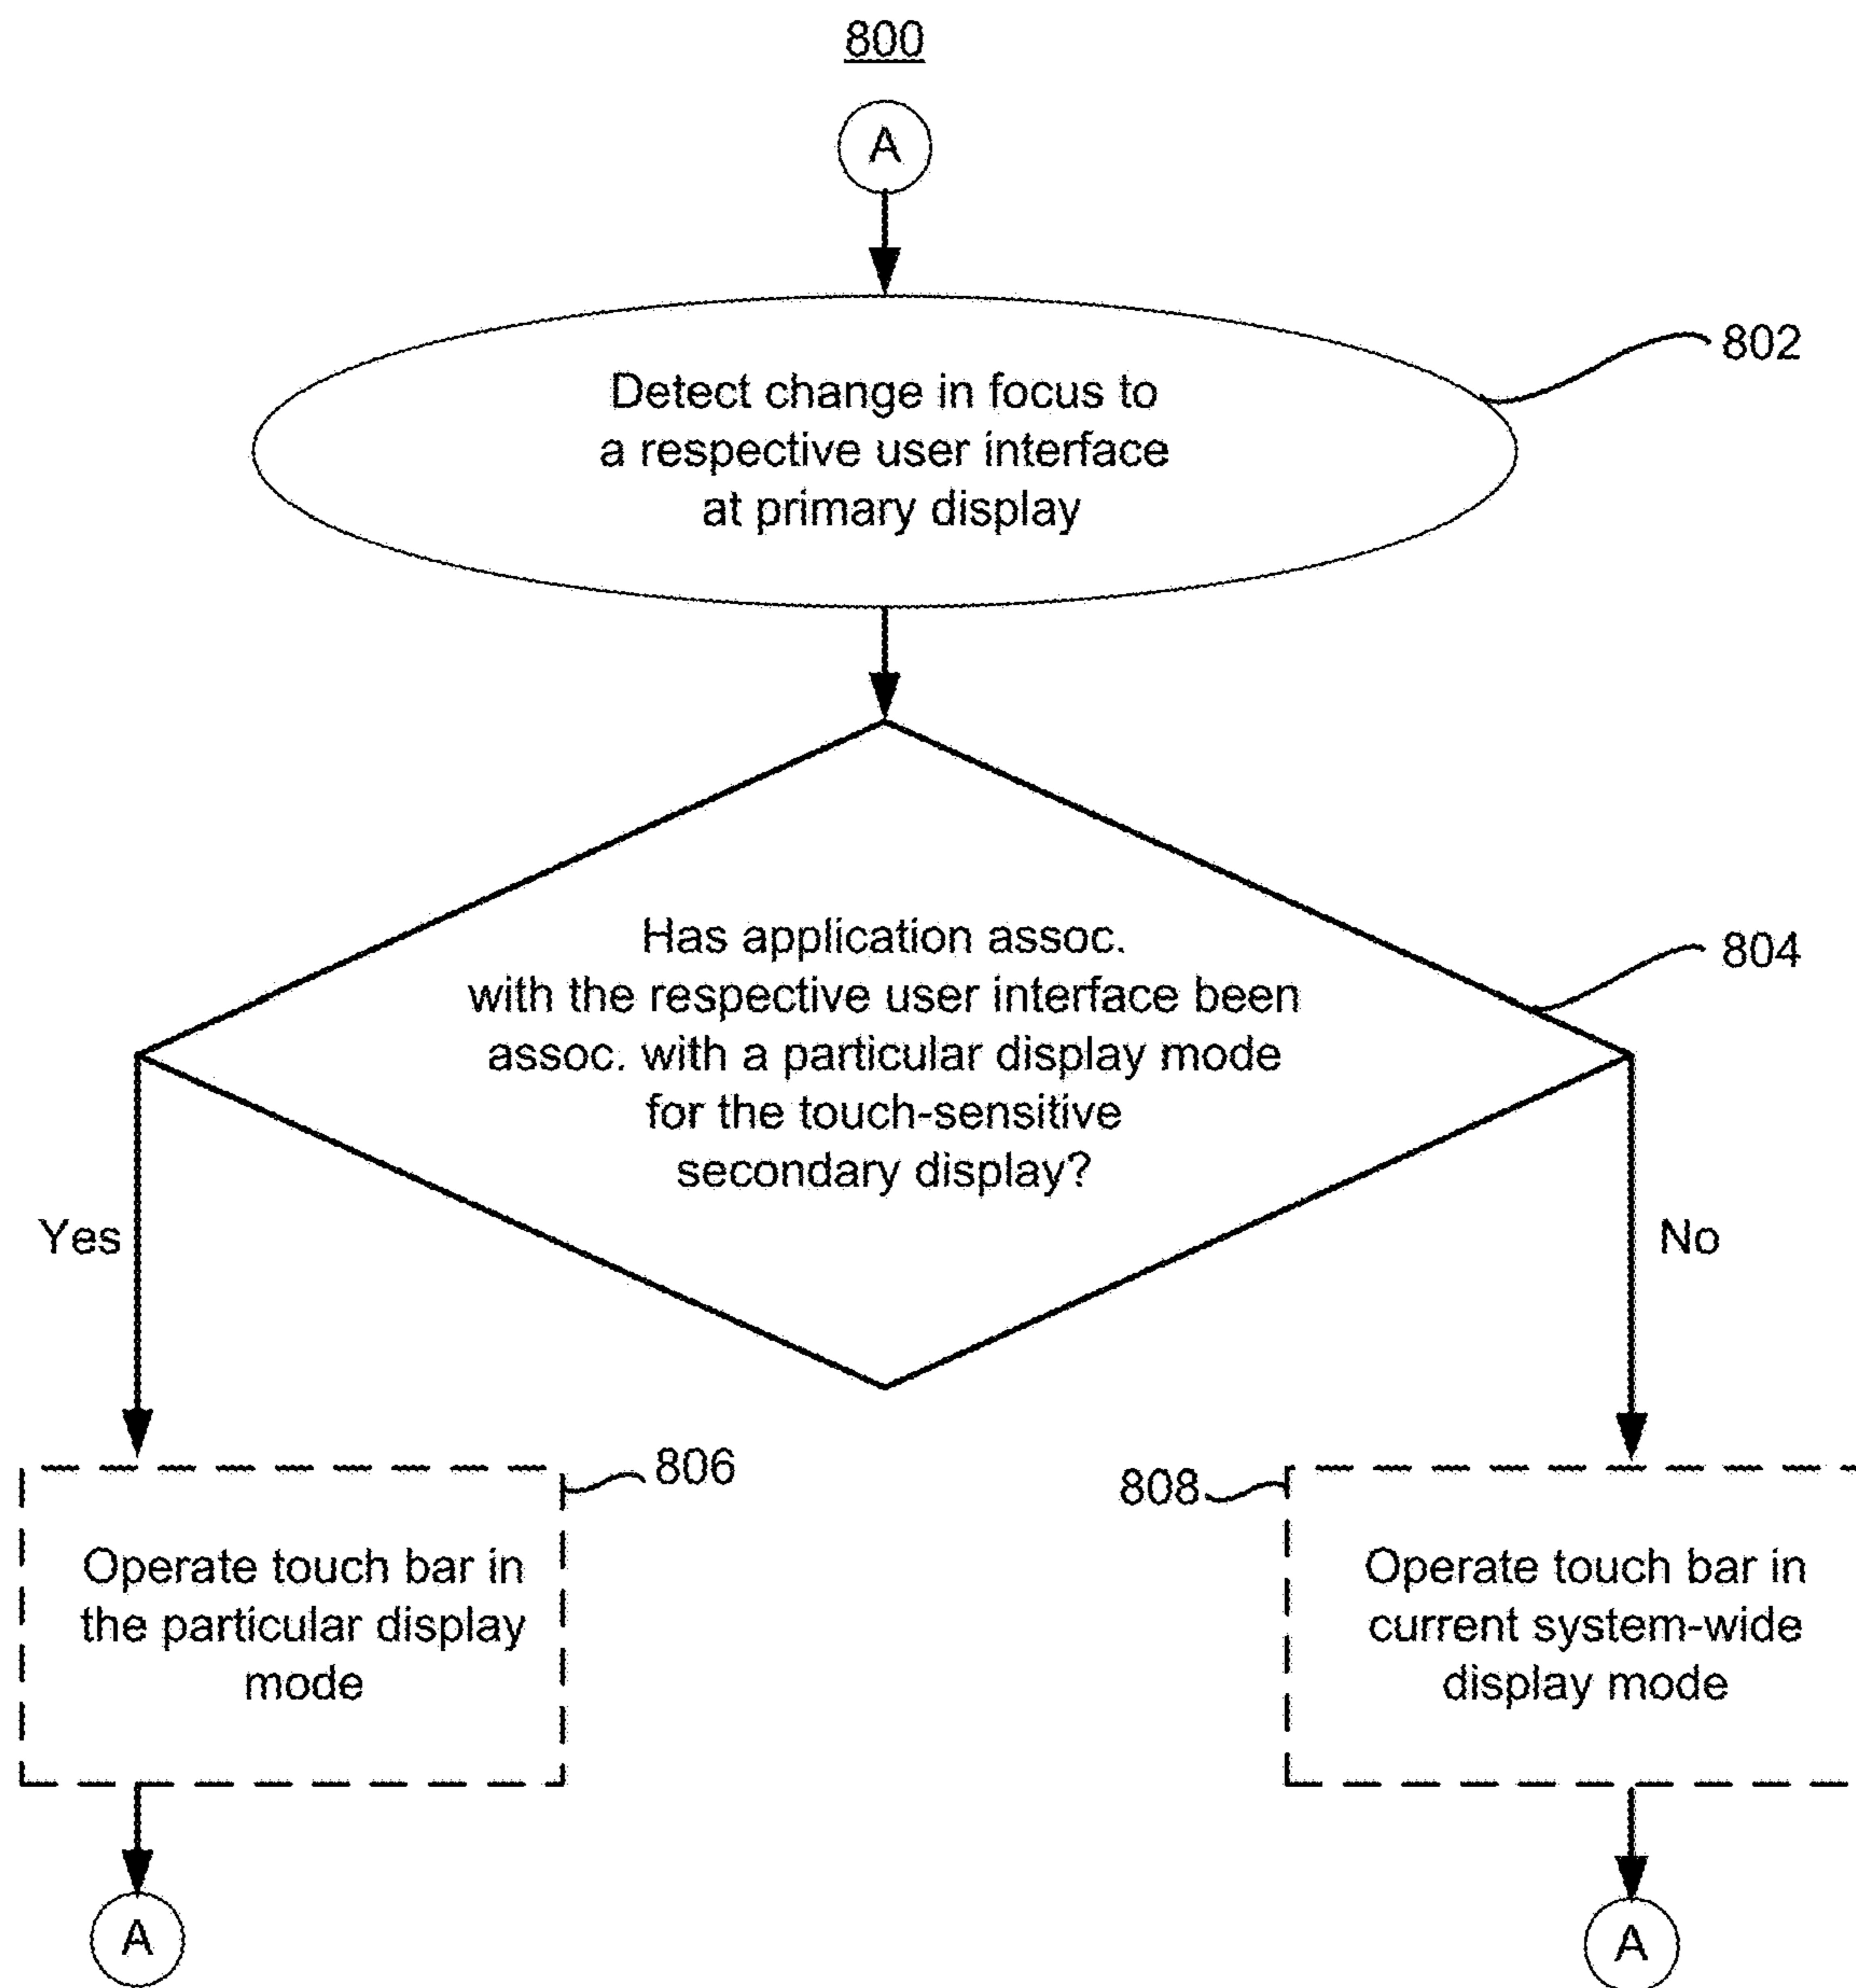 800
A
Detect change in focus to
a respective user interface
at primary display
802
Has application assoc.
with the respective user interface been
assoc. with a particular display mode
for the touch-sensitive
secondary display?
804
Yes
No
806
808
Operate touch bar in
the particular display
mode
Operate touch bar in
current system-wide
display mode
A
A